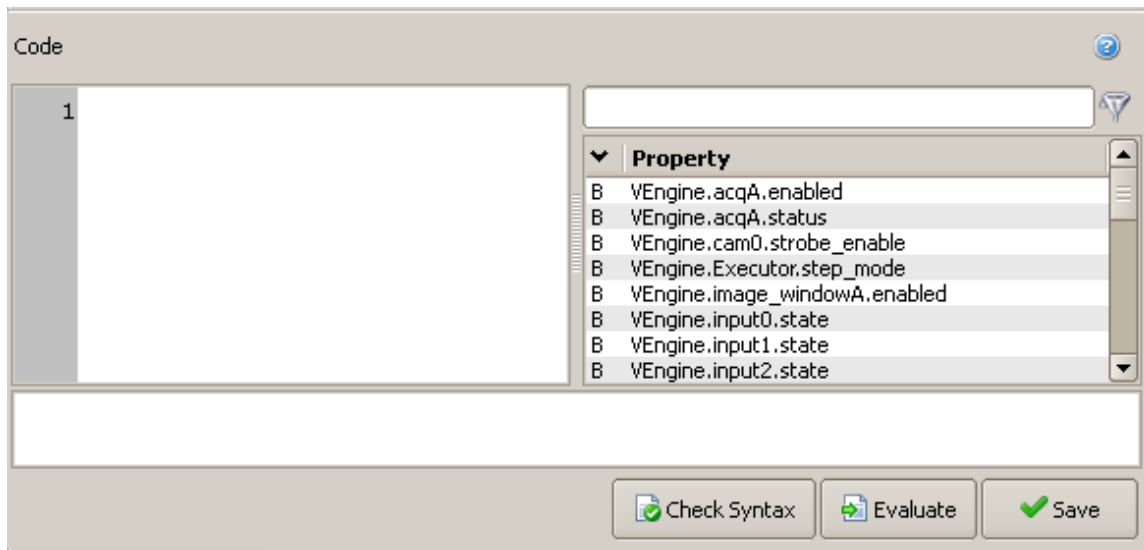 Code
1
Property
B VEngine.acqA.enabled
B VEngine.acqA.status
B VEngine.cam0.strobe_enable
B VEngine.Executor.step_mode
B VEngine.image_windowA.enabled
B VEngine.input0.state
B VEngine.input1.state
B VEngine.input2.state
Check Syntax Evaluate Save